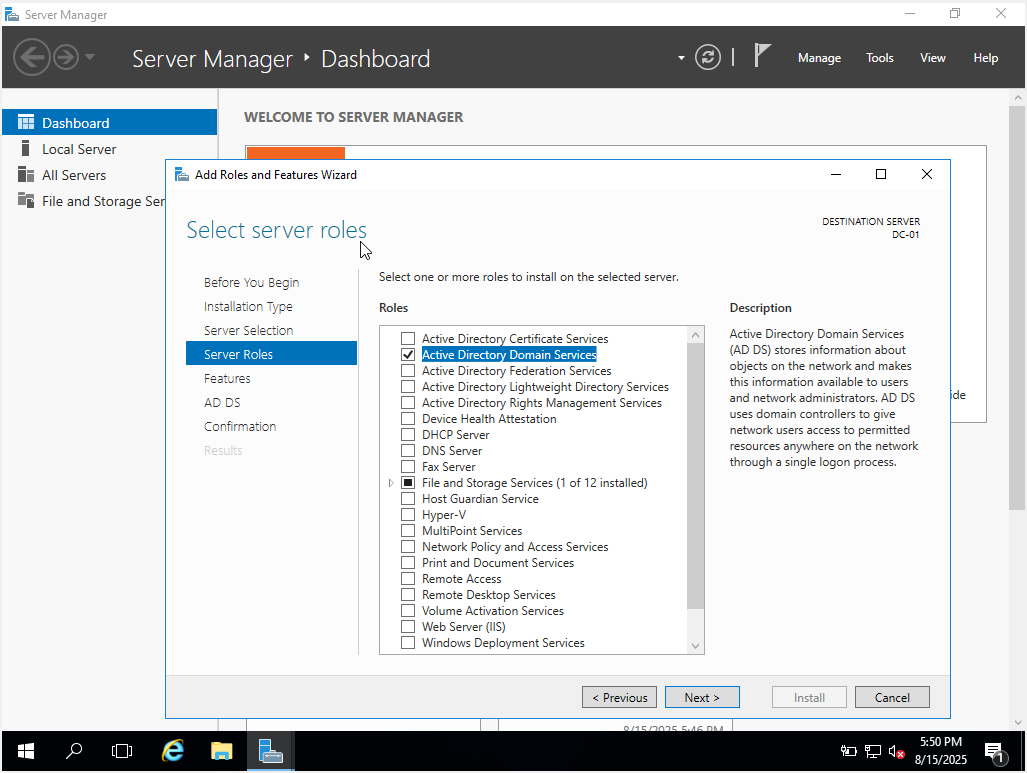 Server Manager
Server Manager ‣ Dashboard
Manage Tools View Help
Dashboard
Local Server
All Servers
File and Storage Ser
WELCOME TO SERVER MANAGER
Add Roles and Features Wizard
Select server roles
DESTINATION SERVER
DC-01
Before You Begin
Installation Type
Server Selection
Server Roles
Features
AD DS
Confirmation
Results
Select one or more roles to install on the selected server.
Roles
Active Directory Certificate Services
Active Directory Domain Services
Active Directory Federation Services
Active Directory Lightweight Directory Services
Active Directory Rights Management Services
Device Health Attestation
DHCP Server
DNS Server
Fax Server
File and Storage Services (1 of 12 installed)
Host Guardian Service
Hyper-V
MultiPoint Services
Network Policy and Access Services
Print and Document Services
Remote Access
Remote Desktop Services
Volume Activation Services
Web Server (IIS)
Windows Deployment Services
Description
Active Directory Domain Services
(AD DS) stores information about
objects on the network and makes
this information available to users
and network administrators. AD DS
uses domain controllers to give
network users access to permitted
resources anywhere on the network
through a single logon process.
ide
< Previous
Next >
Install
Cancel
8/15/2025 5:46 PM
5:50 PM
8/15/2025
1